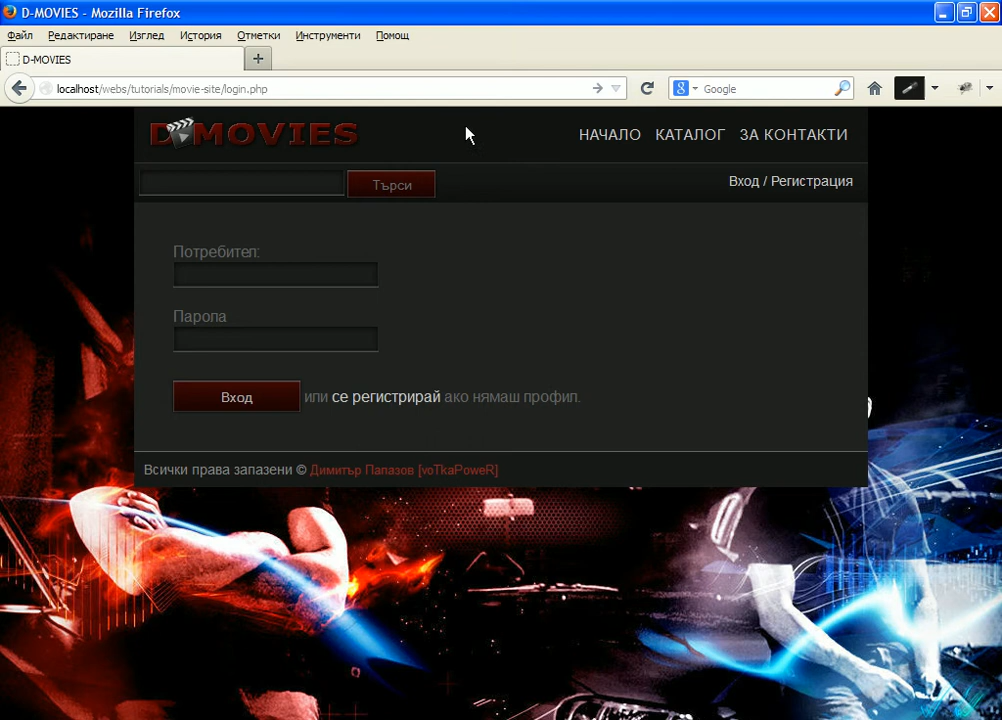 D-MOVIES - Mozilla Firefox
Файл Редактиране Изглед История Отметки Инструменти Помощ
D-MOVIES
localhost/webs/tutorials/movie-site/login.php
Google
D-MOVIES
НАЧАЛО КАТАЛОГ ЗА КОНТАКТИ
Търси
Вход / Регистрация
Потребител:
Парола
Вход или се регистрирай ако нямаш профил.
Всички права запазени © Димитър Папазов [voTkaPoweR]